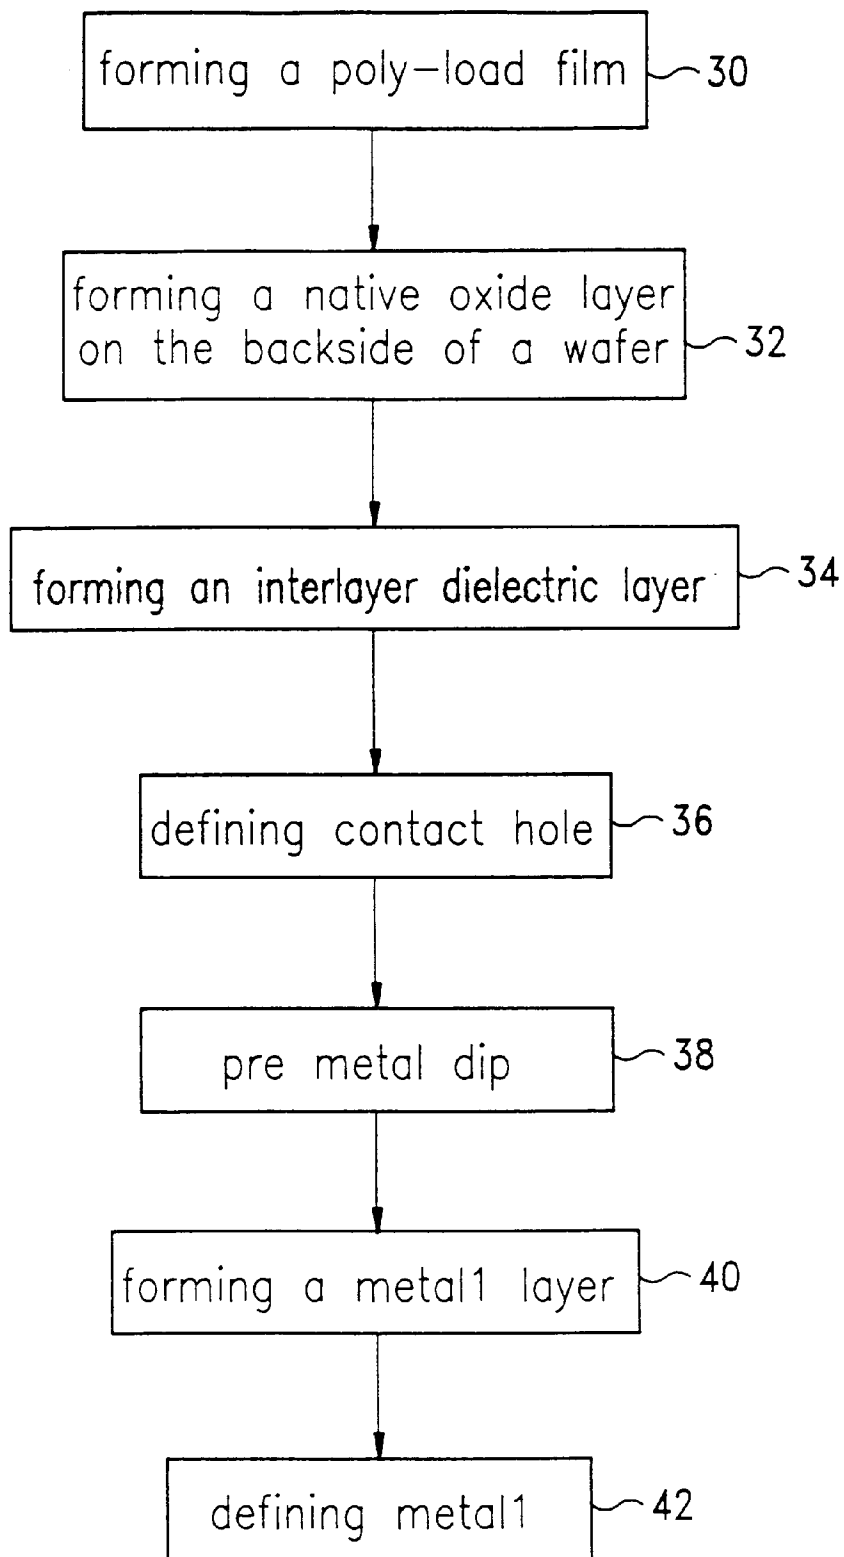 forming a poly-load film 30
forming a native oxide layer
on the backside of a wafer 32
forming an interlayer dielectric layer 34
defining contact hole 36
pre metal dip 38
forming a metal1 layer 40
defining metal1 42